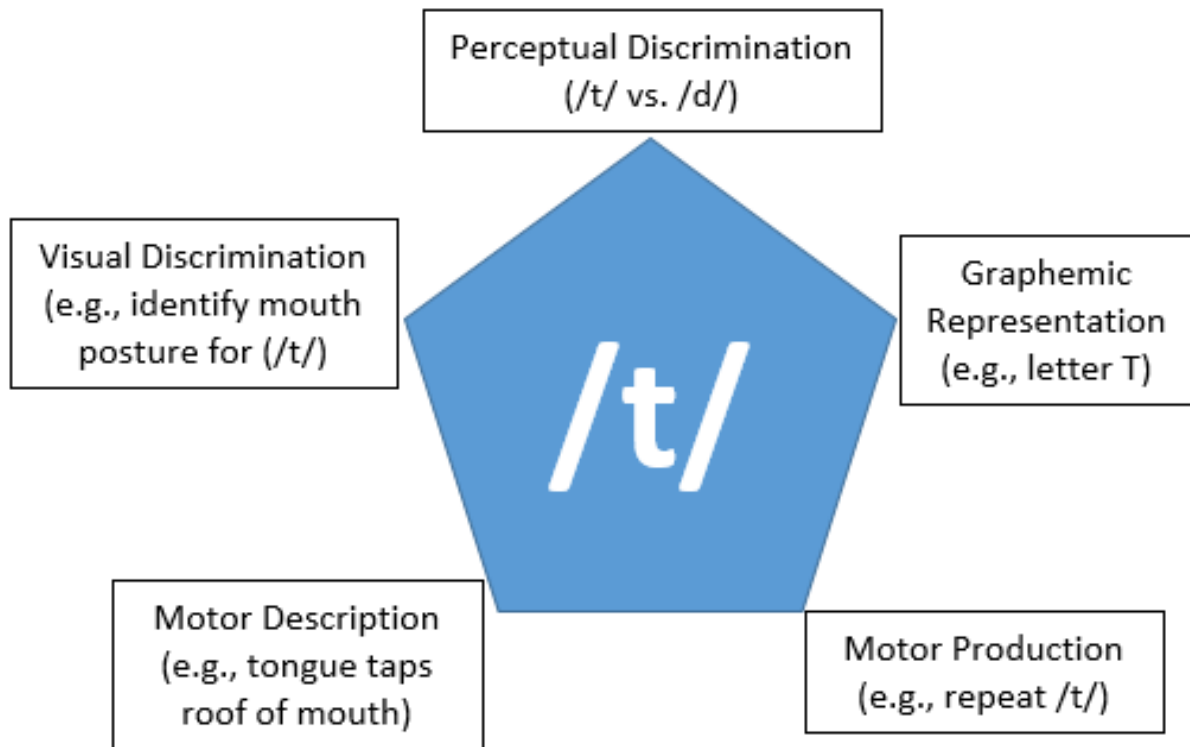 Perceptual Discrimination
(/t/ vs. /d/)
Visual Discrimination
(e.g., identify mouth
posture for (/t/)
Graphemic
Representation
(e.g., letter T)
/t/
Motor Description
(e.g., tongue taps
roof of mouth)
Motor Production
(e.g., repeat /t/)